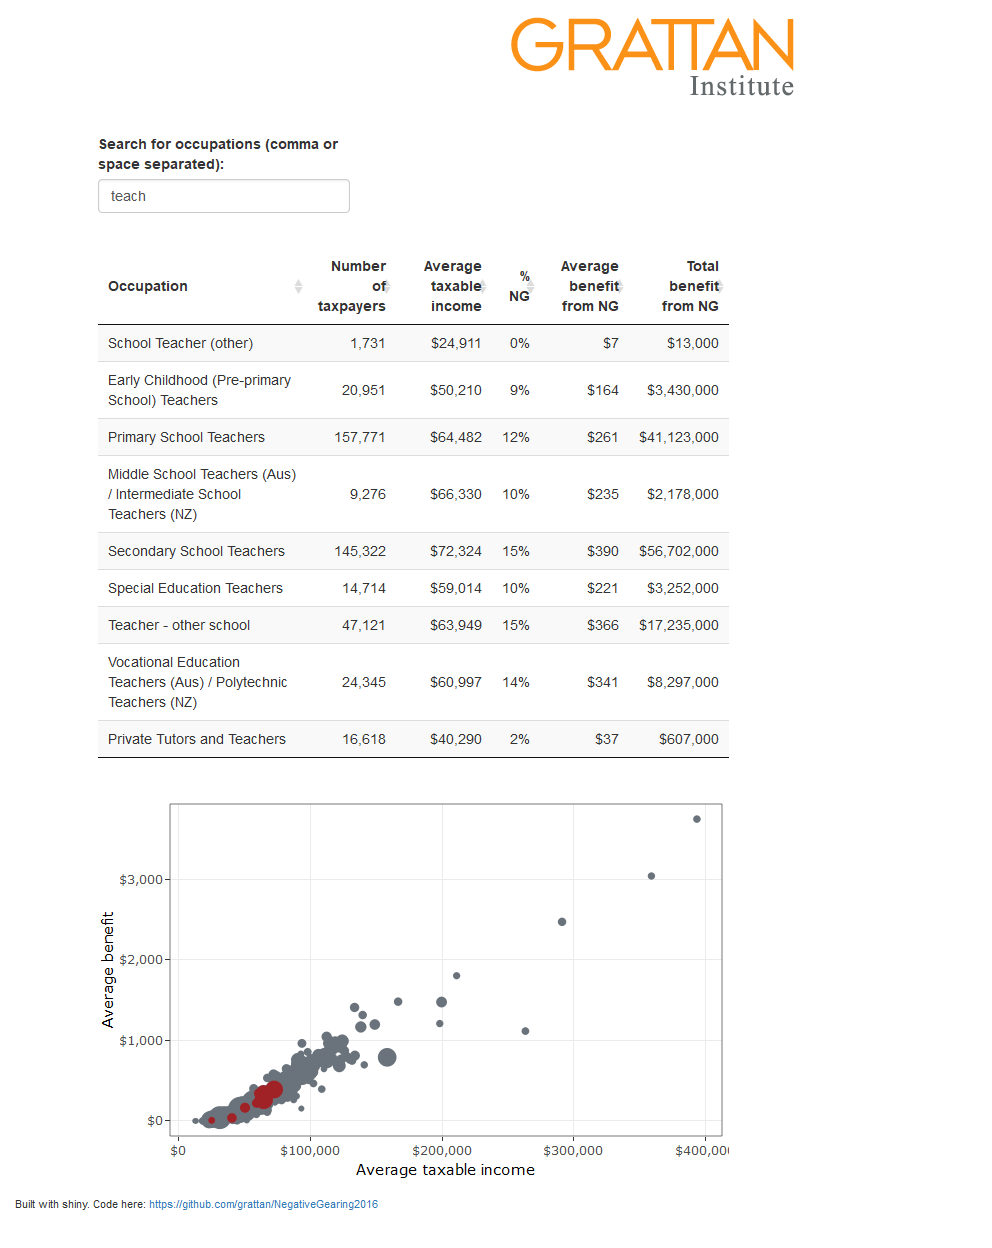 GRATTAN
Institute
Search for occupations (comma or
space separated):
teach
Occupation
Number
of
taxpayers
Average
taxable
income
%
NG
Average
benefit
from NG
Total
benefit
from NG
School Teacher (other) 1,731 $24,911 0% $7 $13,000
Early Childhood (Pre-primary
School) Teachers 20,951 $50,210 9% $164 $3,430,000
Primary School Teachers 157,771 $64,482 12% $261 $41,123,000
Middle School Teachers (Aus)
/ Intermediate School 9,276 $66,330 10% $235 $2,178,000
Teachers (NZ)
Secondary School Teachers 145,322 $72,324 15% $390 $56,702,000
Special Education Teachers 14,714 $59,014 10% $221 $3,252,000
Teacher - other school 47,121 $63,949 15% $366 $17,235,000
Vocational Education
Teachers (Aus) / Polytechnic 24,345 $60,997 14% $341 $8,297,000
Teachers (NZ)
Private Tutors and Teachers 16,618 $40,290 2% $37 $607,000
Average benefit
$3,000
$2,000
$1,000
$0
$0 $100,000 $200,000 $300,000 $400,00
Average taxable income
Built with shiny. Code here: https://github.com/grattan/NegativeGearing2016